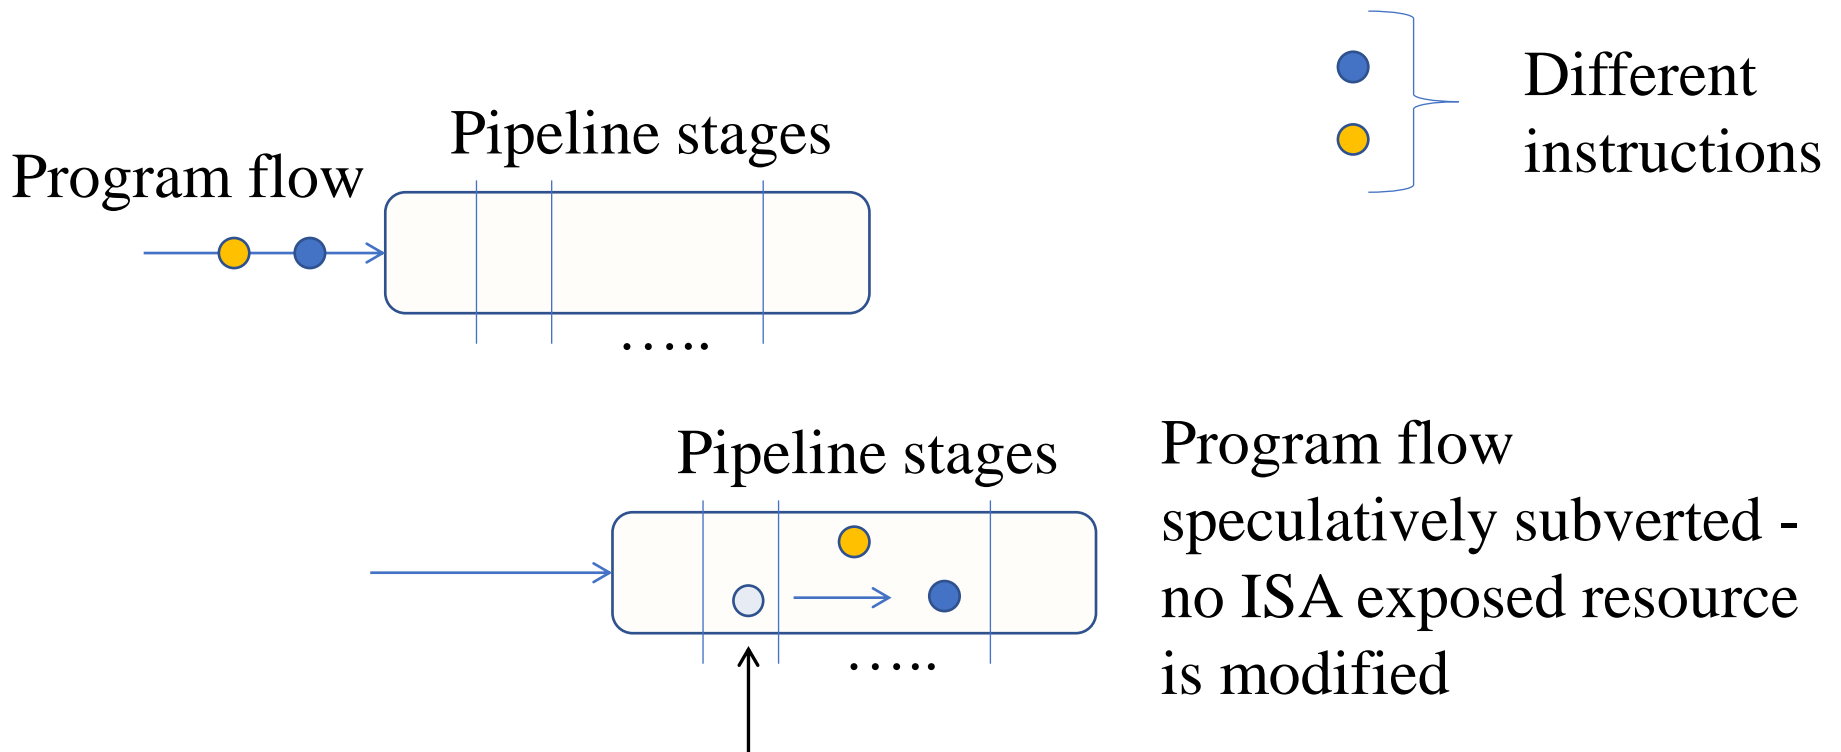 Different
instructions
Pipeline stages
Program flow
…..
Pipeline stages
…..
Program flow
speculatively subverted -
no ISA exposed resource
is modified